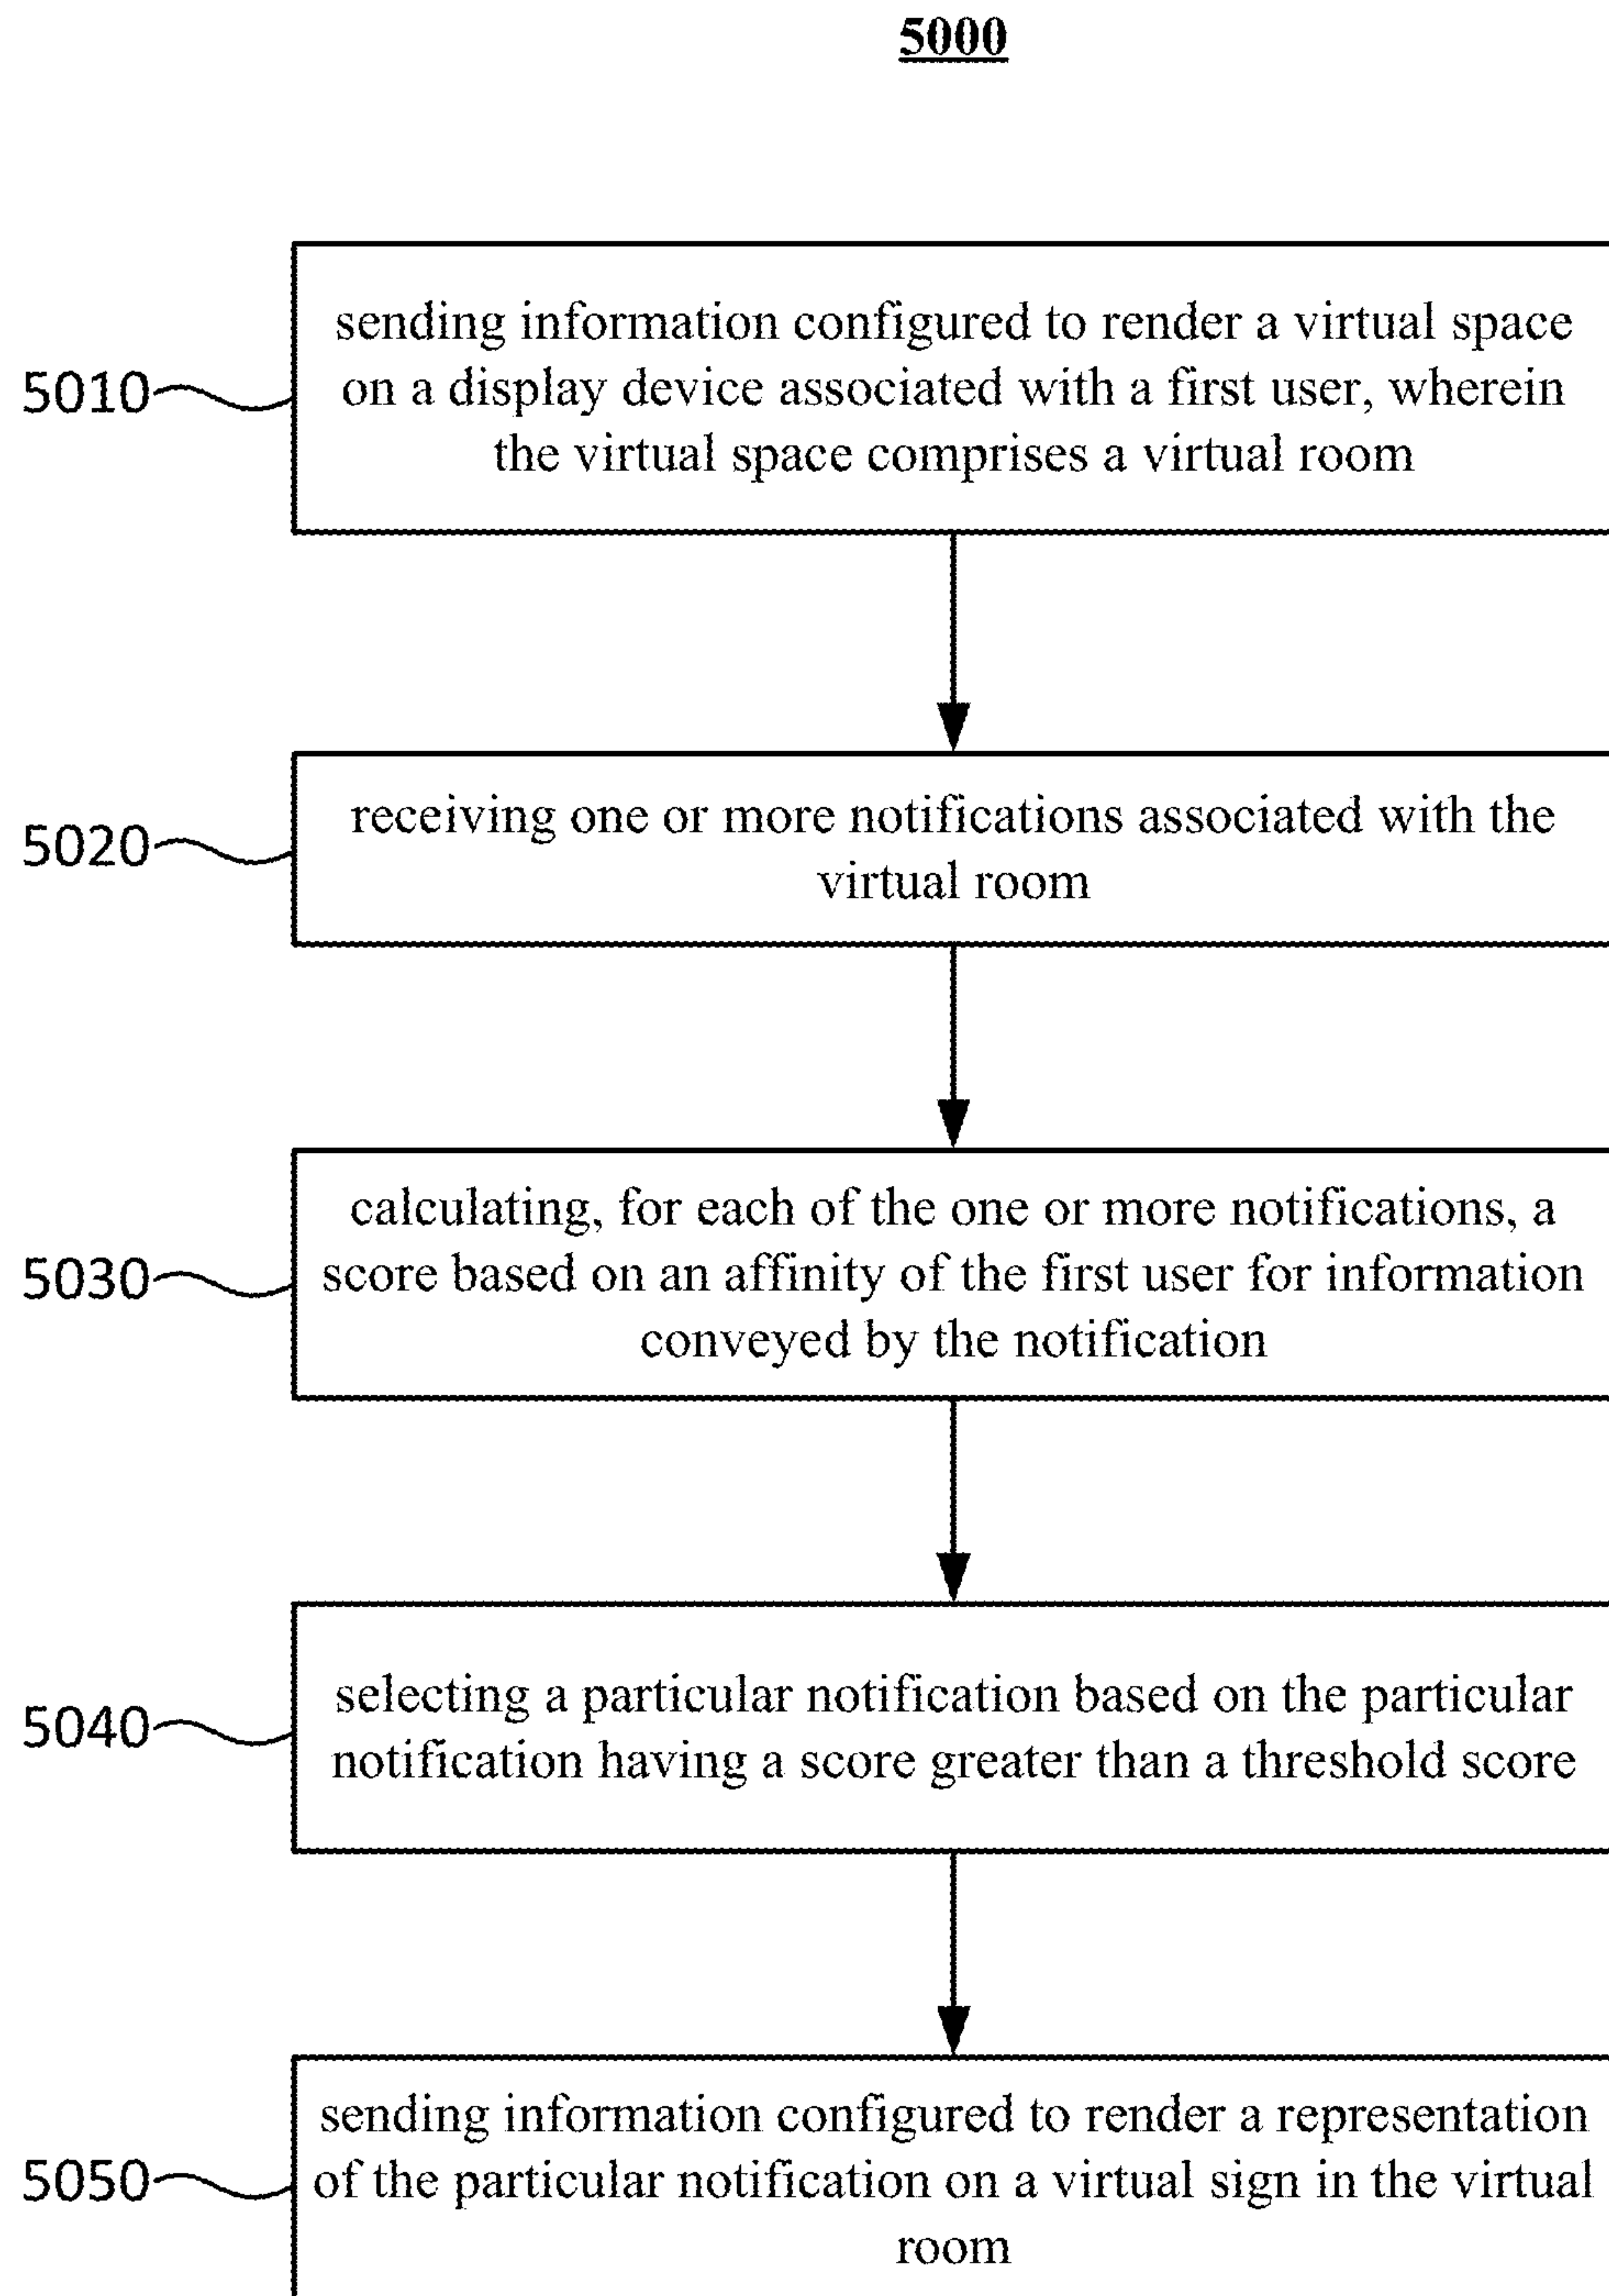 5000
sending information configured to render a virtual space
5010 on a display device associated with a first user, wherein
the virtual space comprises a virtual room
receiving one or more notifications associated with the
5020
virtual room
calculating, for each of the one or more notifications, a
5030 score based on an affinity of the first user for information
conveyed by the notification
selecting a particular notification based on the particular
5040
notification having a score greater than a threshold score
sending information configured to render a representation
5050 of the particular notification on a virtual sign in the virtual
room